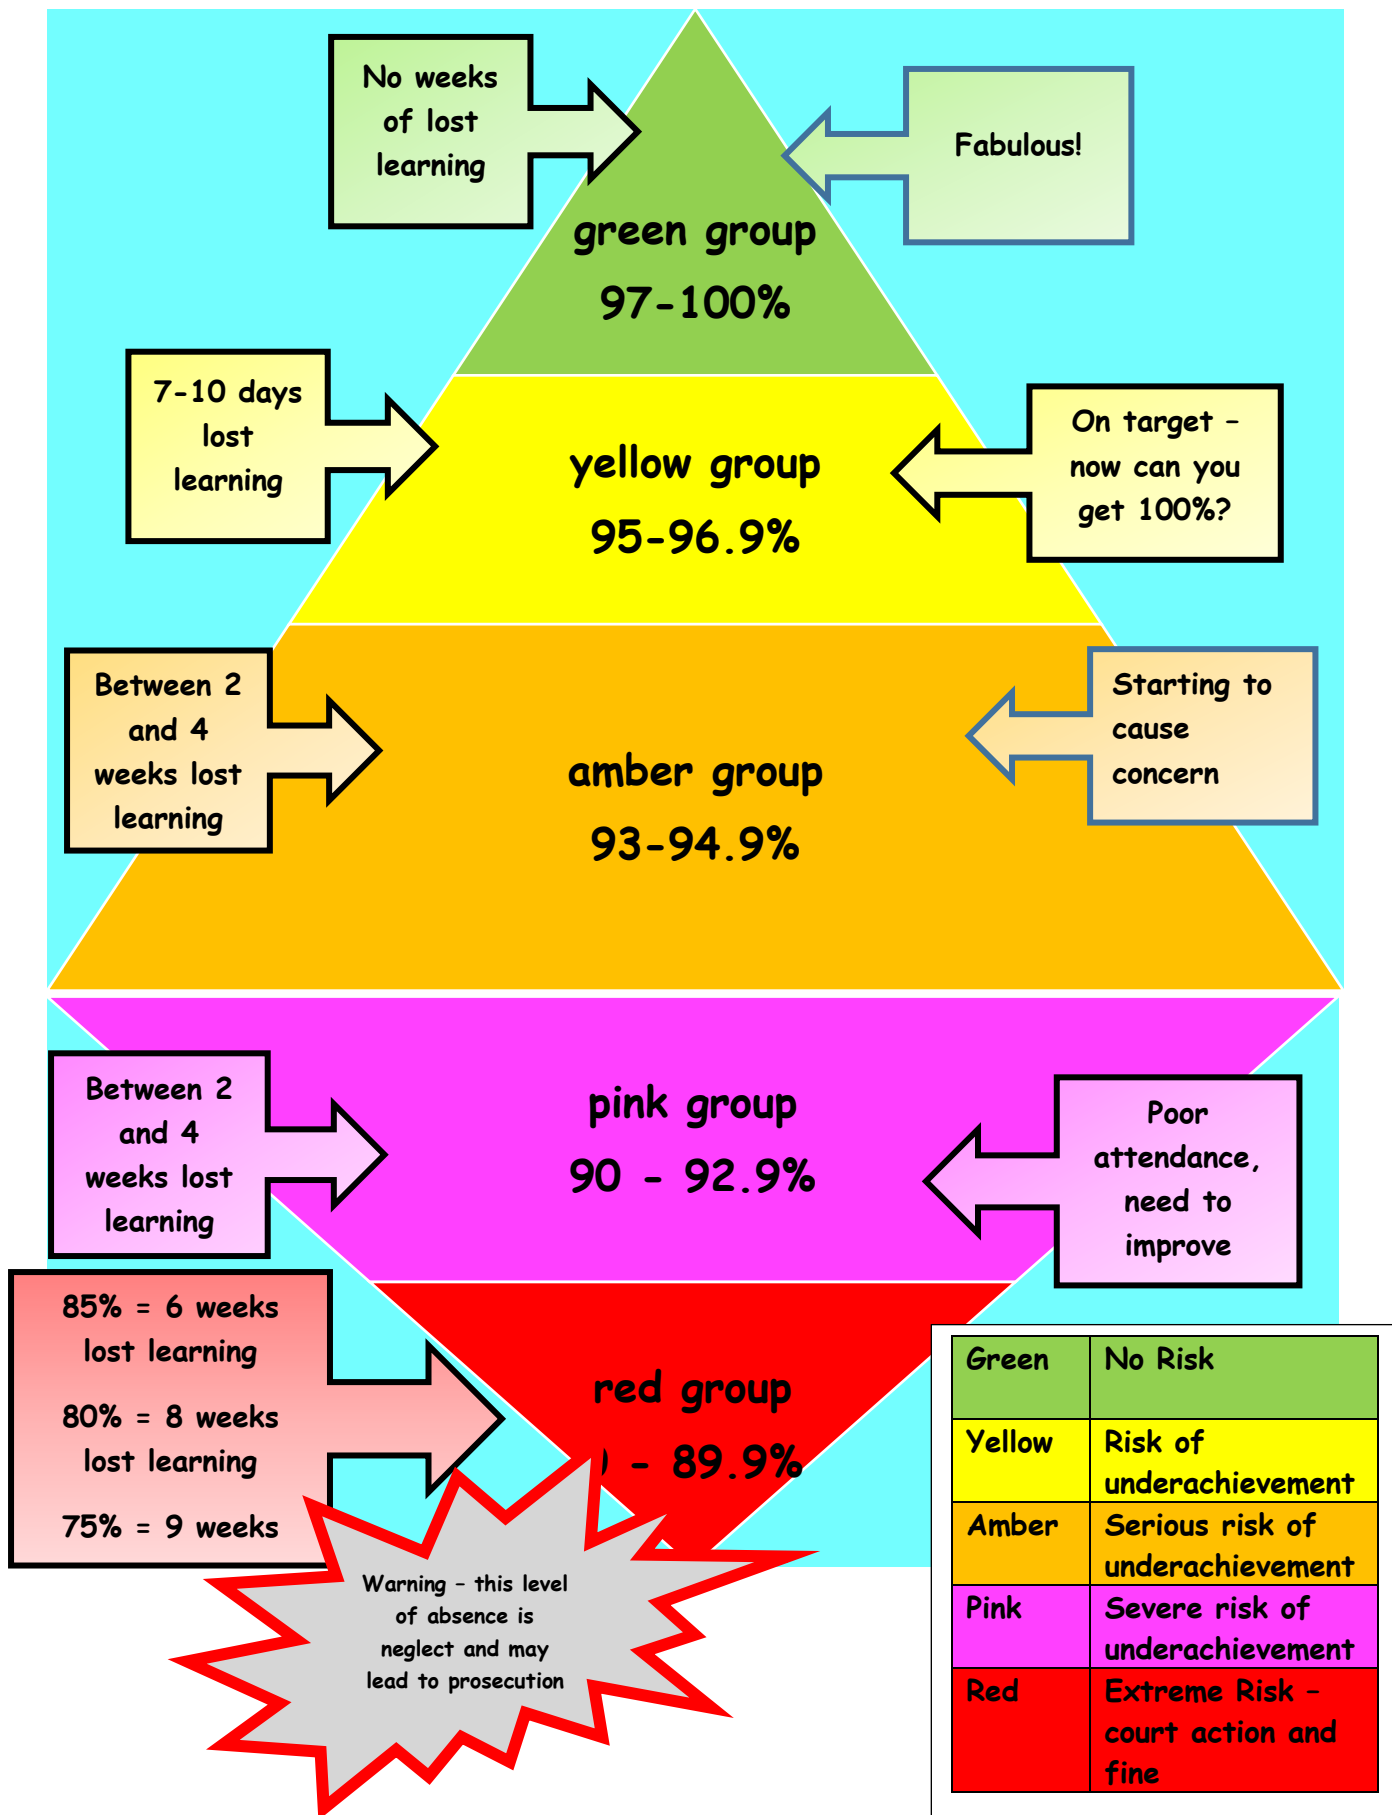 No weeks
of lost
learning
Fabulous!
green group
97-100%
7-10 days
lost
learning
On target –
now can you
get 100%?
yellow group
95-96.9%
Between 2
and 4
weeks lost
learning
Starting to
cause
concern
amber group
93-94.9%
Between 2
and 4
weeks lost
learning
pink group
90 - 92.9%
Poor
attendance,
need to
improve
85% = 6 weeks
lost learning
80% = 8 weeks
lost learning
75% = 9 weeks
red group
- 89.9%
Warning – this level
of absence is
neglect and may
lead to prosecution
Green No Risk
Yellow Risk of
underachievement
Amber Serious risk of
underachievement
Pink Severe risk of
underachievement
Red Extreme Risk –
court action and
fine